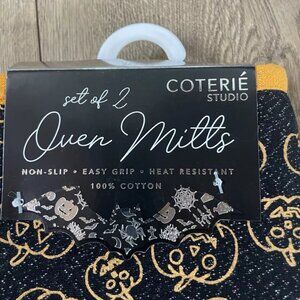 COTERIÉ
STUDIO
set of 2
Oven Mitts
NON-SLIP • EASY GRIP • HEAT RESISTANT
100% COTTON